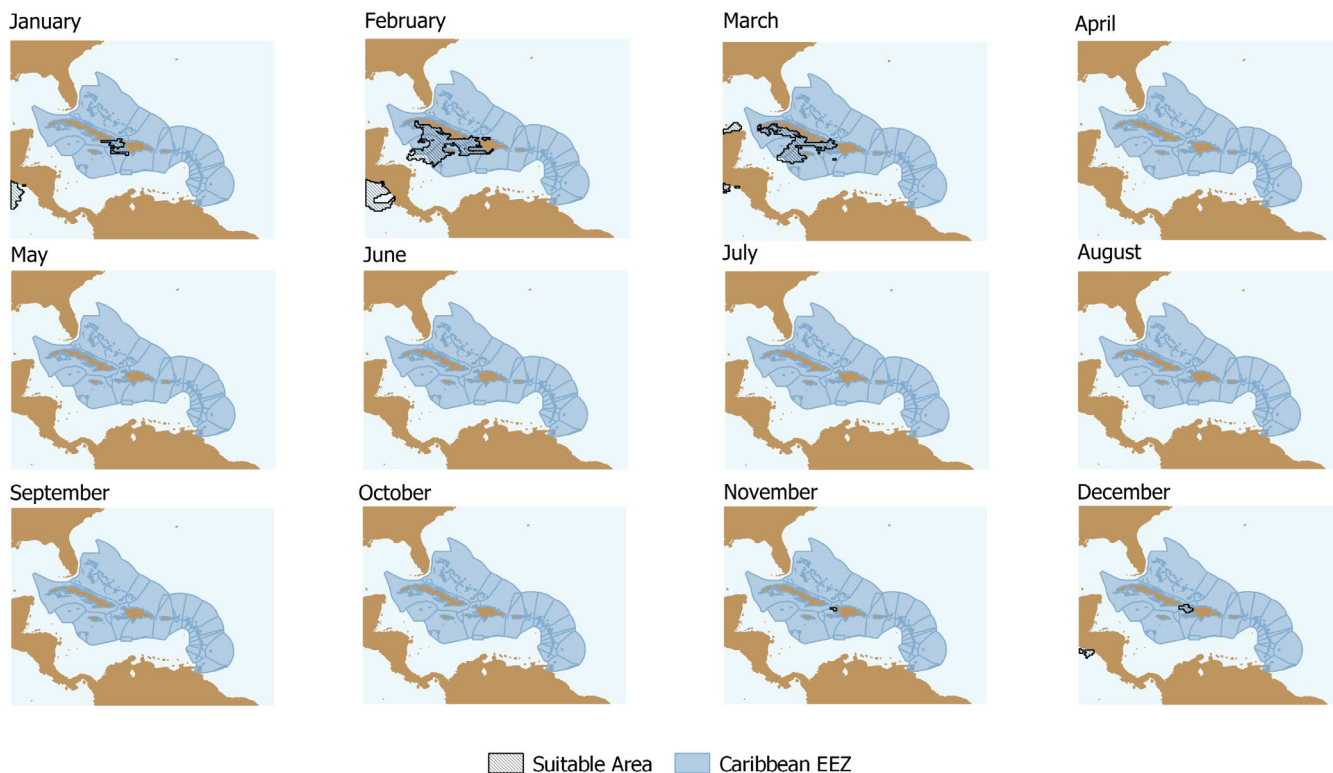 January
February
March
April
May
June
July
August
September
October
November
December
Suitable Area
Caribbean EEZ